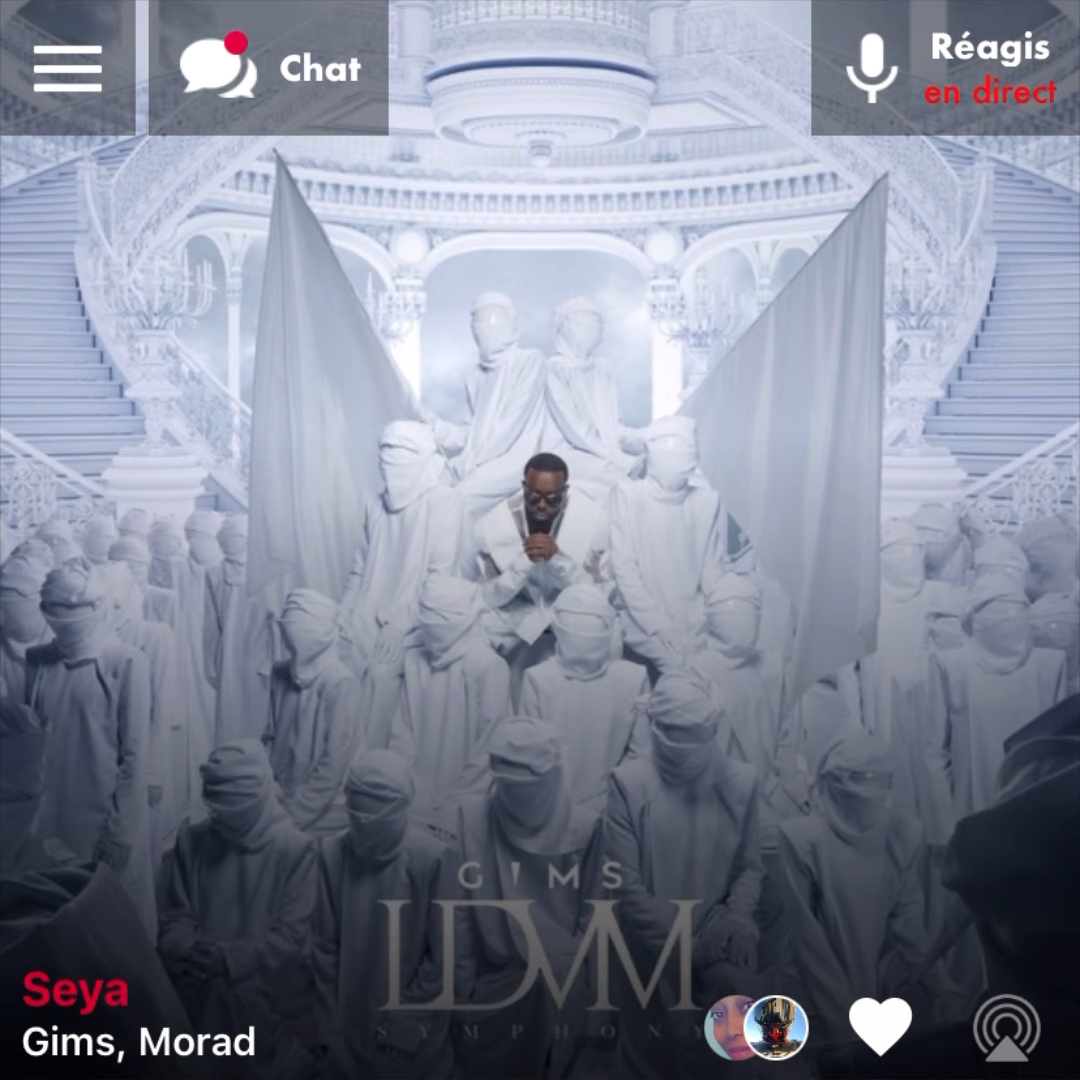 Chat
Réagis
en direct
GIMS
LDVM
SYMPHONY
Seya
Gims, Morad